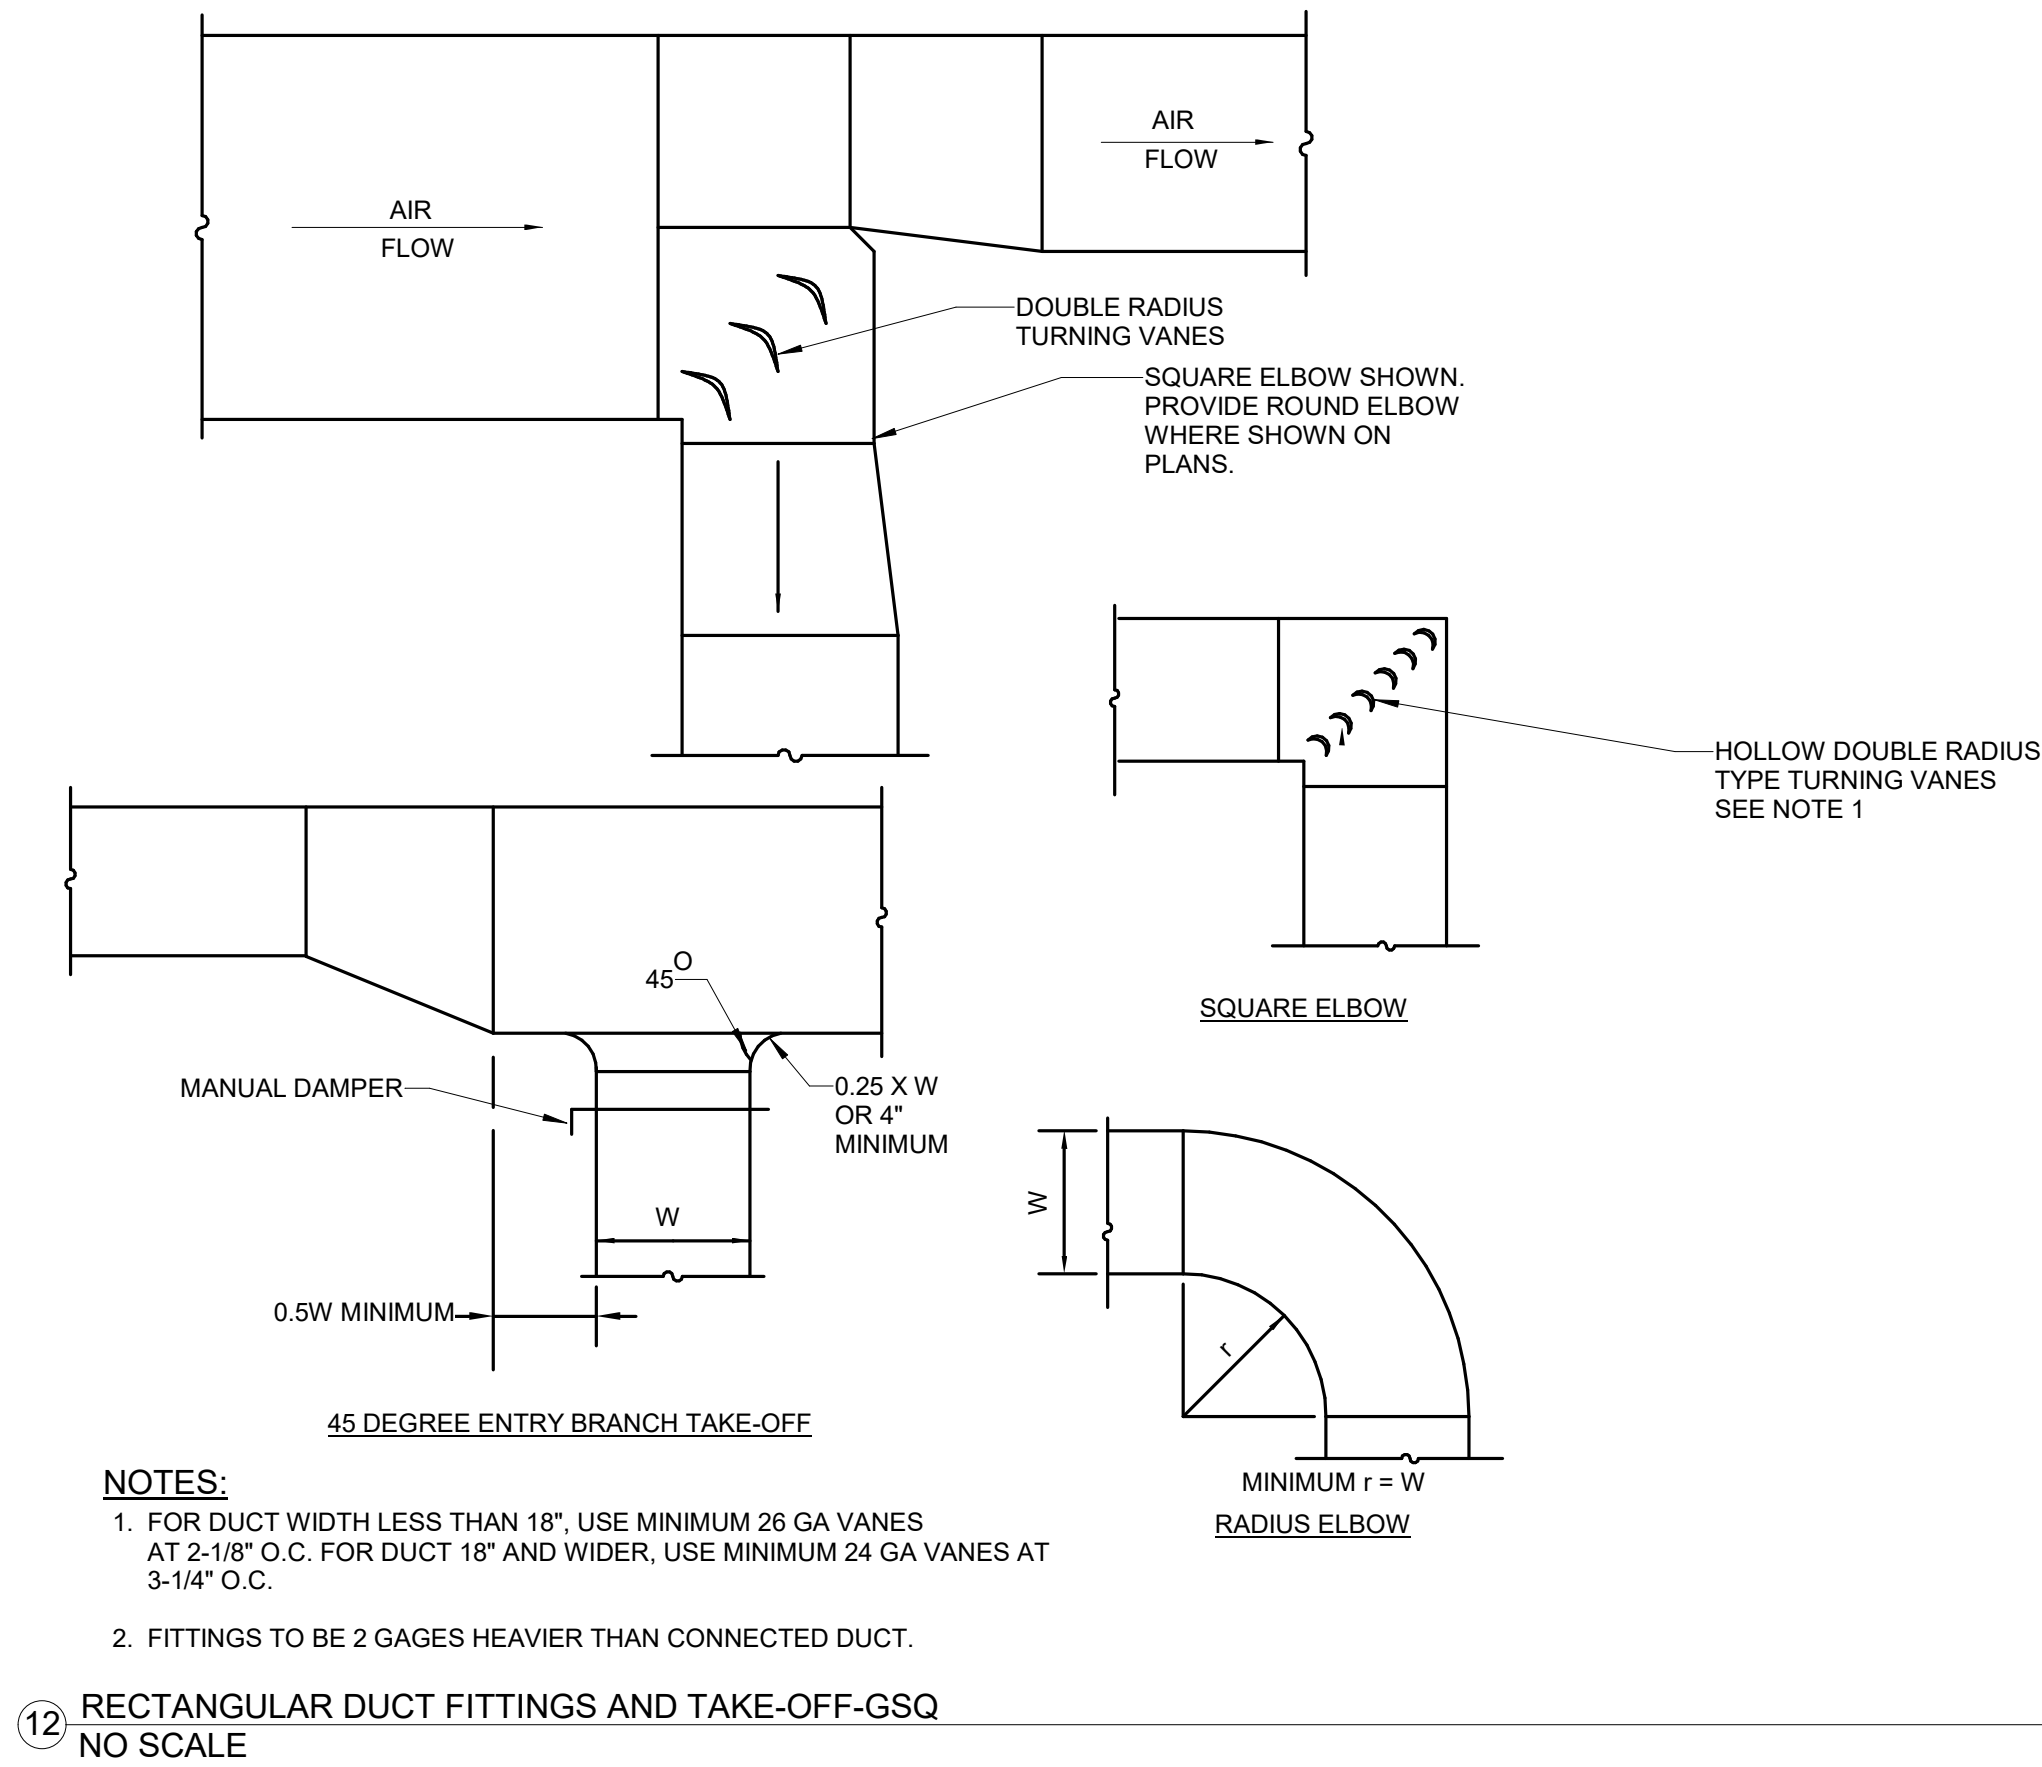 AIR
FLOW
AIR
FLOW
DOUBLE RADIUS
TURNING VANES
SQUARE ELBOW SHOWN.
PROVIDE ROUND ELBOW
WHERE SHOWN ON
PLANS.
HOLLOW DOUBLE RADIUS
TYPE TURNING VANES
SEE NOTE 1
SQUARE ELBOW
45 O
MANUAL DAMPER
0.25 X W
OR 4"
MINIMUM
W
0.5W MINIMUM
45 DEGREE ENTRY BRANCH TAKE-OFF
W
r
MINIMUM r = W
RADIUS ELBOW
NOTES:
1. FOR DUCT WIDTH LESS THAN 18", USE MINIMUM 26 GA VANES
AT 2-1/8" O.C. FOR DUCT 18" AND WIDER, USE MINIMUM 24 GA VANES AT
3-1/4" O.C.
2. FITTINGS TO BE 2 GAGES HEAVIER THAN CONNECTED DUCT.
12 RECTANGULAR DUCT FITTINGS AND TAKE-OFF-GSQ
NO SCALE